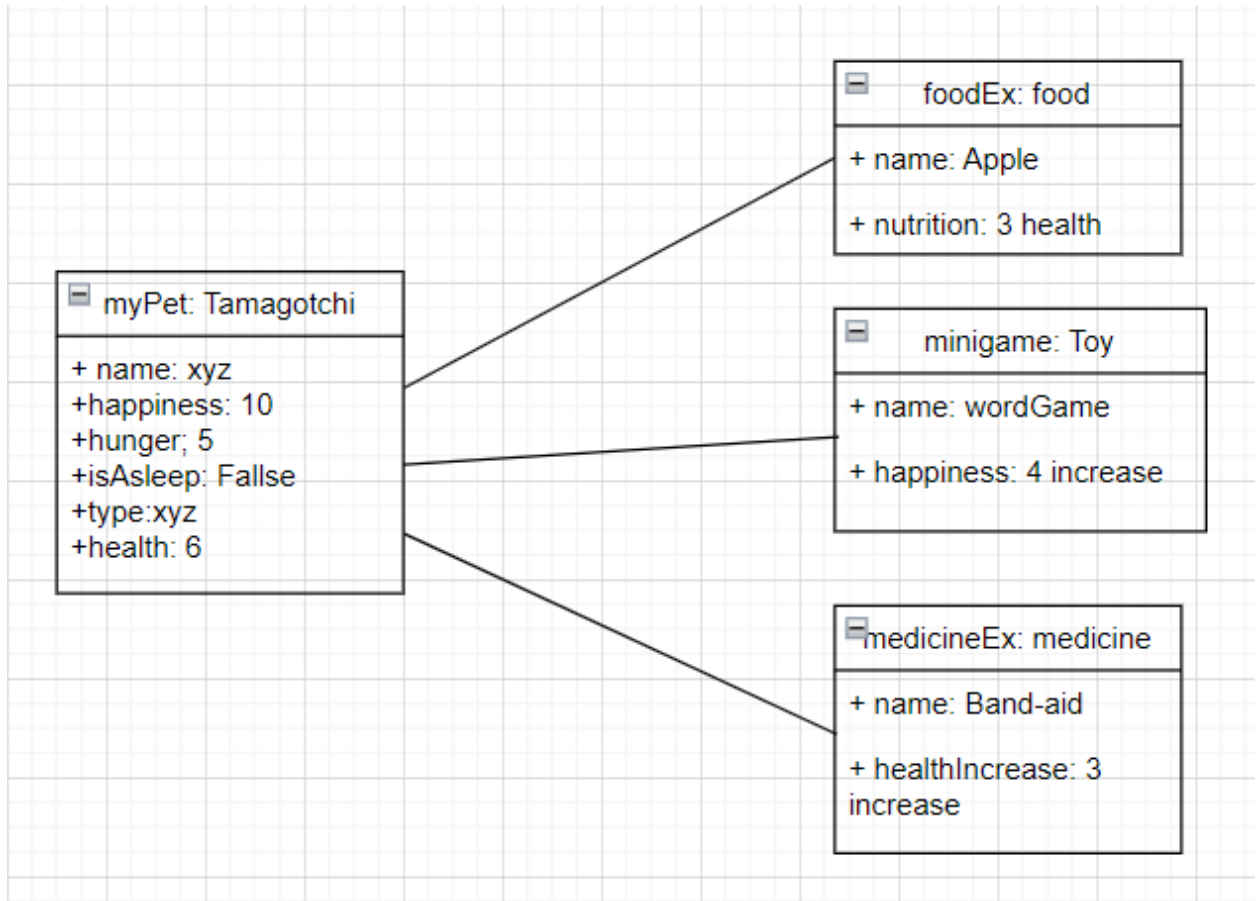 myPet: Tamagotchi
+ name: xyz
+happiness: 10
+hunger; 5
+isAsleep: Fallse
+type:xyz
+health: 6
foodEx: food
+ name: Apple
+ nutrition: 3 health
minigame: Toy
+ name: wordGame
+ happiness: 4 increase
medicineEx: medicine
+ name: Band-aid
+ healthIncrease: 3
increase